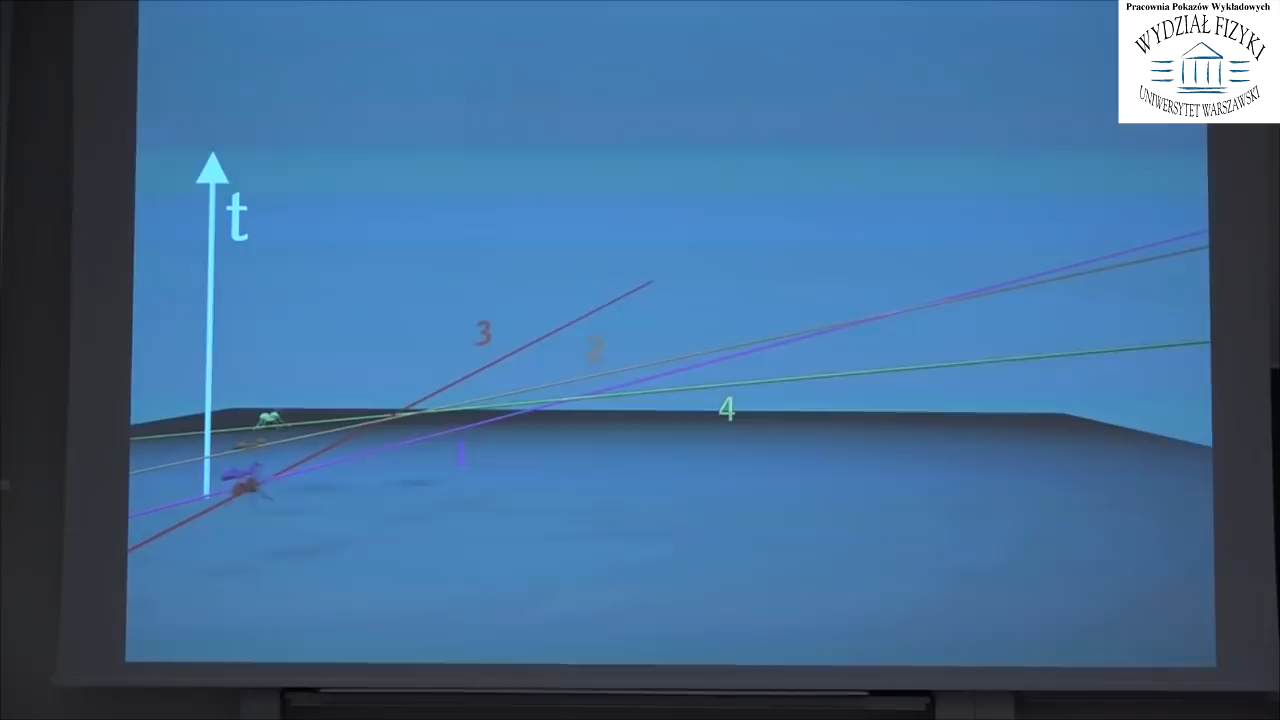 Pracownia Pokazów Wykładowych
WYDZIAŁ FIZYKI
UNIWERSYTET WARSZAWSKI
t
3
2
4
1